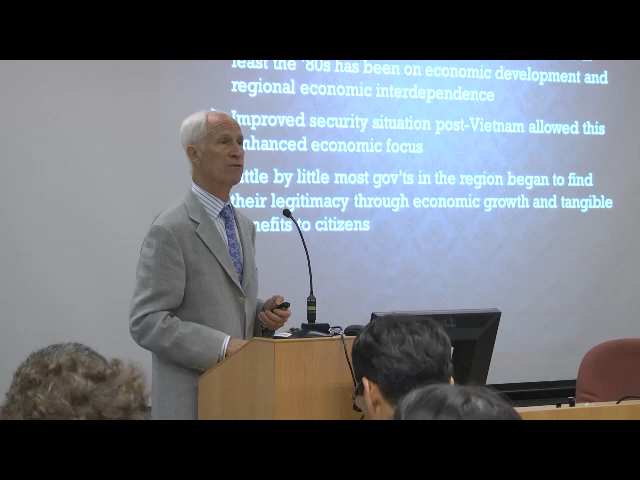 least the '80s has been on economic development and
regional economic interdependence
Improved security situation post-Vietnam allowed this
enhanced economic focus
little by little most gov'ts in the region began to find
their legitimacy through economic growth and tangible
benefits to citizens